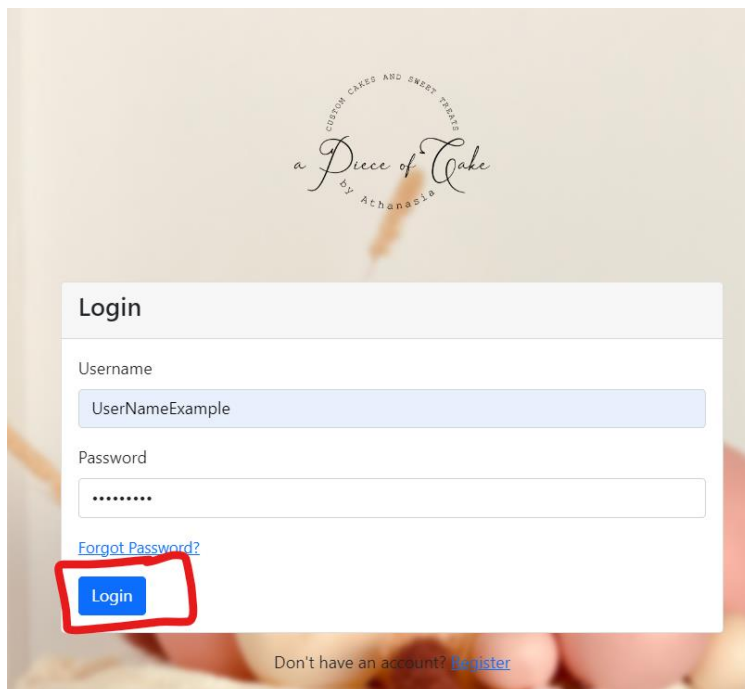 CUSTOM CAKES AND SWEET TREATS
a Piece of Cake
by Athanasia
Login
Username
UserNameExample
Password
•••••••••
Forgot Password?
Login
Don't have an account? Register